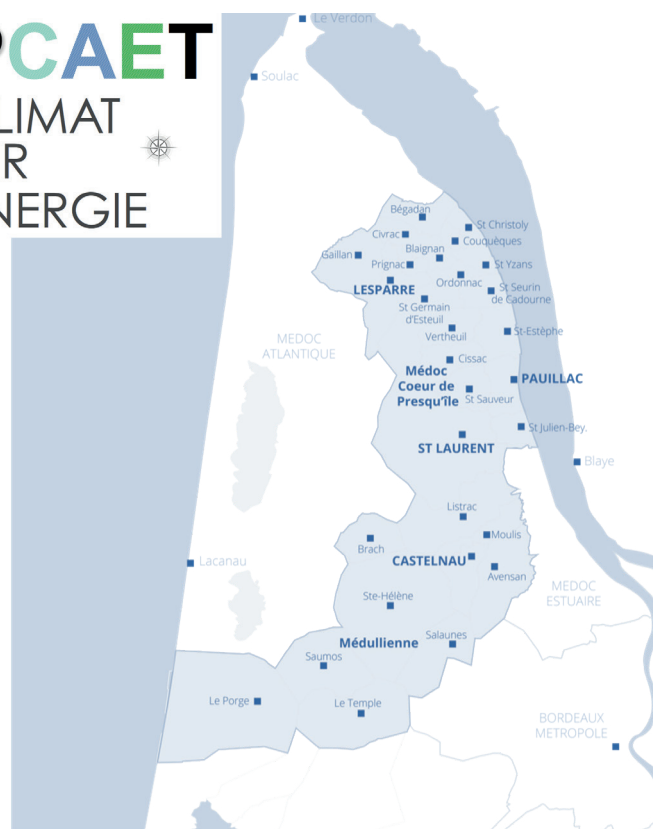 PCAET
LIMAT
R
NERGIE
Le Verdon
Soulac
Bégadan
St Christoly
Civrac
Couquèques
Blaignan
Gaillan
Prignac
St Yzans
Ordonnac
LESPARRE
St Seurin
de Cadourne
St Germain
d'Esteuil
Vertheuil
St-Estèphe
MEDOC
ATLANTIQUE
Cissac
Médoc
Coeur de
Presqu'île
PAUILLAC
St Sauveur
St Julien-Bey.
ST LAURENT
Blaye
Listrac
Moulis
Brach
CASTELNAU
Lacanau
Avensan
MEDOC
ESTUAIRE
Ste-Hélène
Médullienne
Salaunes
Saumos
Le Porge
Le Temple
BORDEAUX
METROPOLE